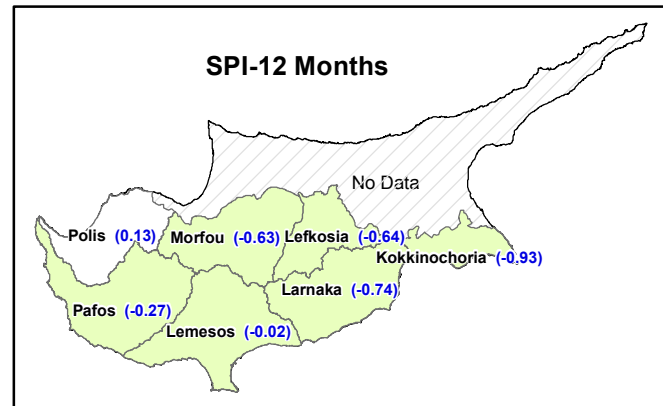 SPI-12 Months
No Data
Polis (0.13)
Morfou (-0.63)
Lefkosia (-0.64)
Kokkinochoria (-0.93)
Larnaka (-0.74)
Pafos (-0.27)
Lemesos (-0.02)